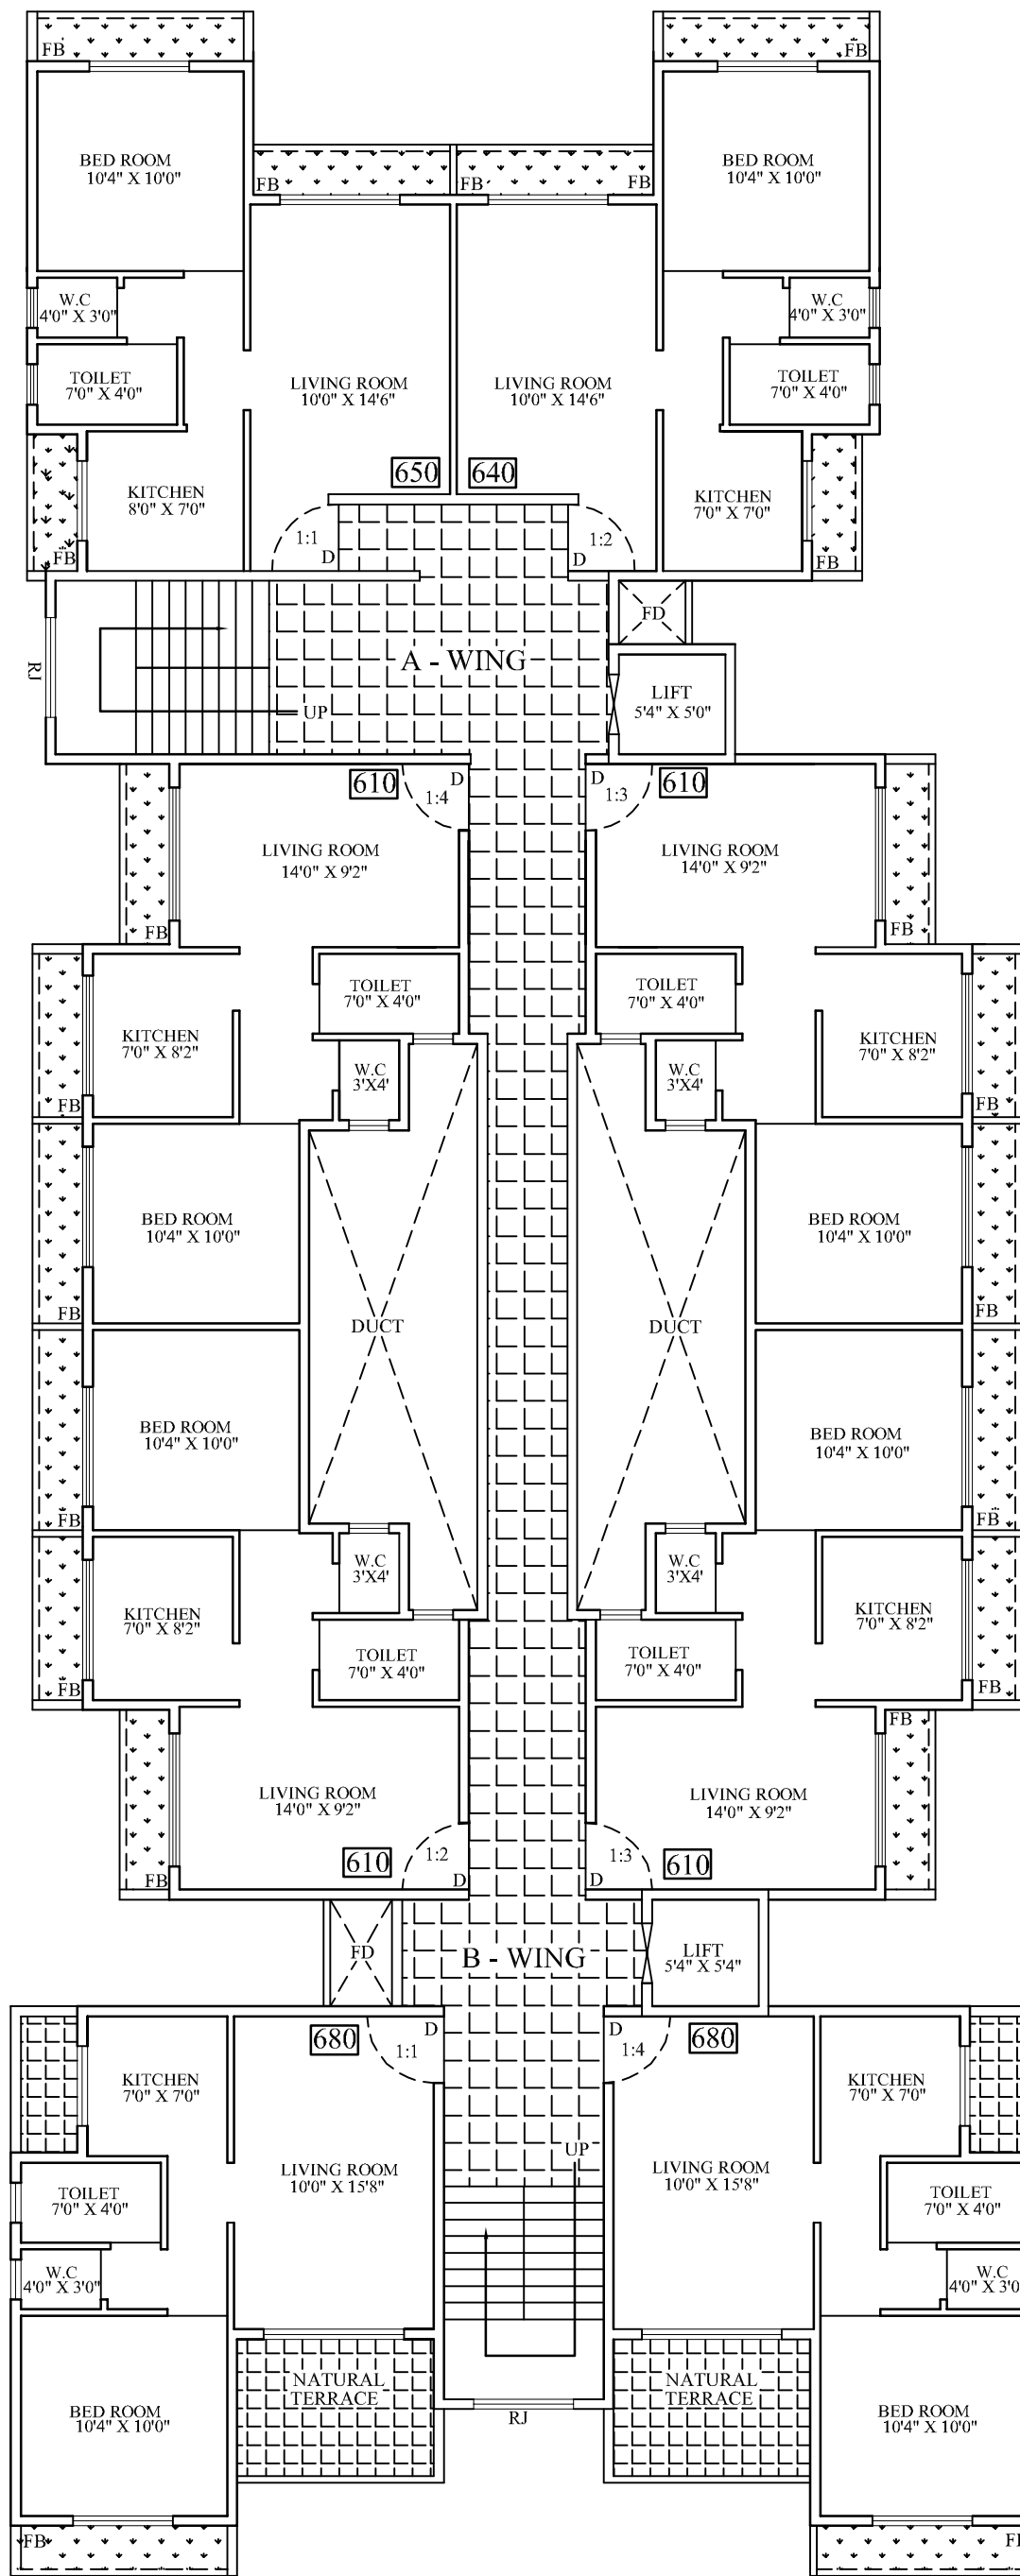 FB
FB
BED ROOM
10'4" X 10'0"
BED ROOM
10'4" X 10'0"
FB
FB
FB
W.C
4'0" X 3'0"
W.C
4'0" X 3'0"
TOILET
7'0" X 4'0"
LIVING ROOM
10'0" X 14'6"
LIVING ROOM
10'0" X 14'6"
TOILET
7'0" X 4'0"
650
640
KITCHEN
8'0" X 7'0"
KITCHEN
7'0" X 7'0"
1:1
D
1:2
D
FB
FB
FD
A - WING
RJ
LIFT
5'4" X 5'0"
UP
610
D
1:4
D
1:3
610
LIVING ROOM
14'0" X 9'2"
LIVING ROOM
14'0" X 9'2"
FB
FB
TOILET
7'0" X 4'0"
TOILET
7'0" X 4'0"
KITCHEN
7'0" X 8'2"
KITCHEN
7'0" X 8'2"
W.C
3'X4'
W.C
3'X4'
FB
FB
BED ROOM
10'4" X 10'0"
BED ROOM
10'4" X 10'0"
FB
FB
DUCT
DUCT
BED ROOM
10'4" X 10'0"
BED ROOM
10'4" X 10'0"
FB
FB
W.C
3'X4'
W.C
3'X4'
KITCHEN
7'0" X 8'2"
KITCHEN
7'0" X 8'2"
TOILET
7'0" X 4'0"
TOILET
7'0" X 4'0"
FB
FB
FB
LIVING ROOM
14'0" X 9'2"
LIVING ROOM
14'0" X 9'2"
610
1:2
D
1:3
D
610
FB
FD
B - WING
LIFT
5'4" X 5'4"
680
D
1:1
D
1:4
680
KITCHEN
7'0" X 7'0"
KITCHEN
7'0" X 7'0"
UP
LIVING ROOM
10'0" X 15'8"
LIVING ROOM
10'0" X 15'8"
TOILET
7'0" X 4'0"
TOILET
7'0" X 4'0"
W.C
4'0" X 3'0"
W.C
4'0" X 3'0
NATURAL
TERRACE
NATURAL
TERRACE
BED ROOM
10'4" X 10'0"
RJ
BED ROOM
10'4" X 10'0"
FB